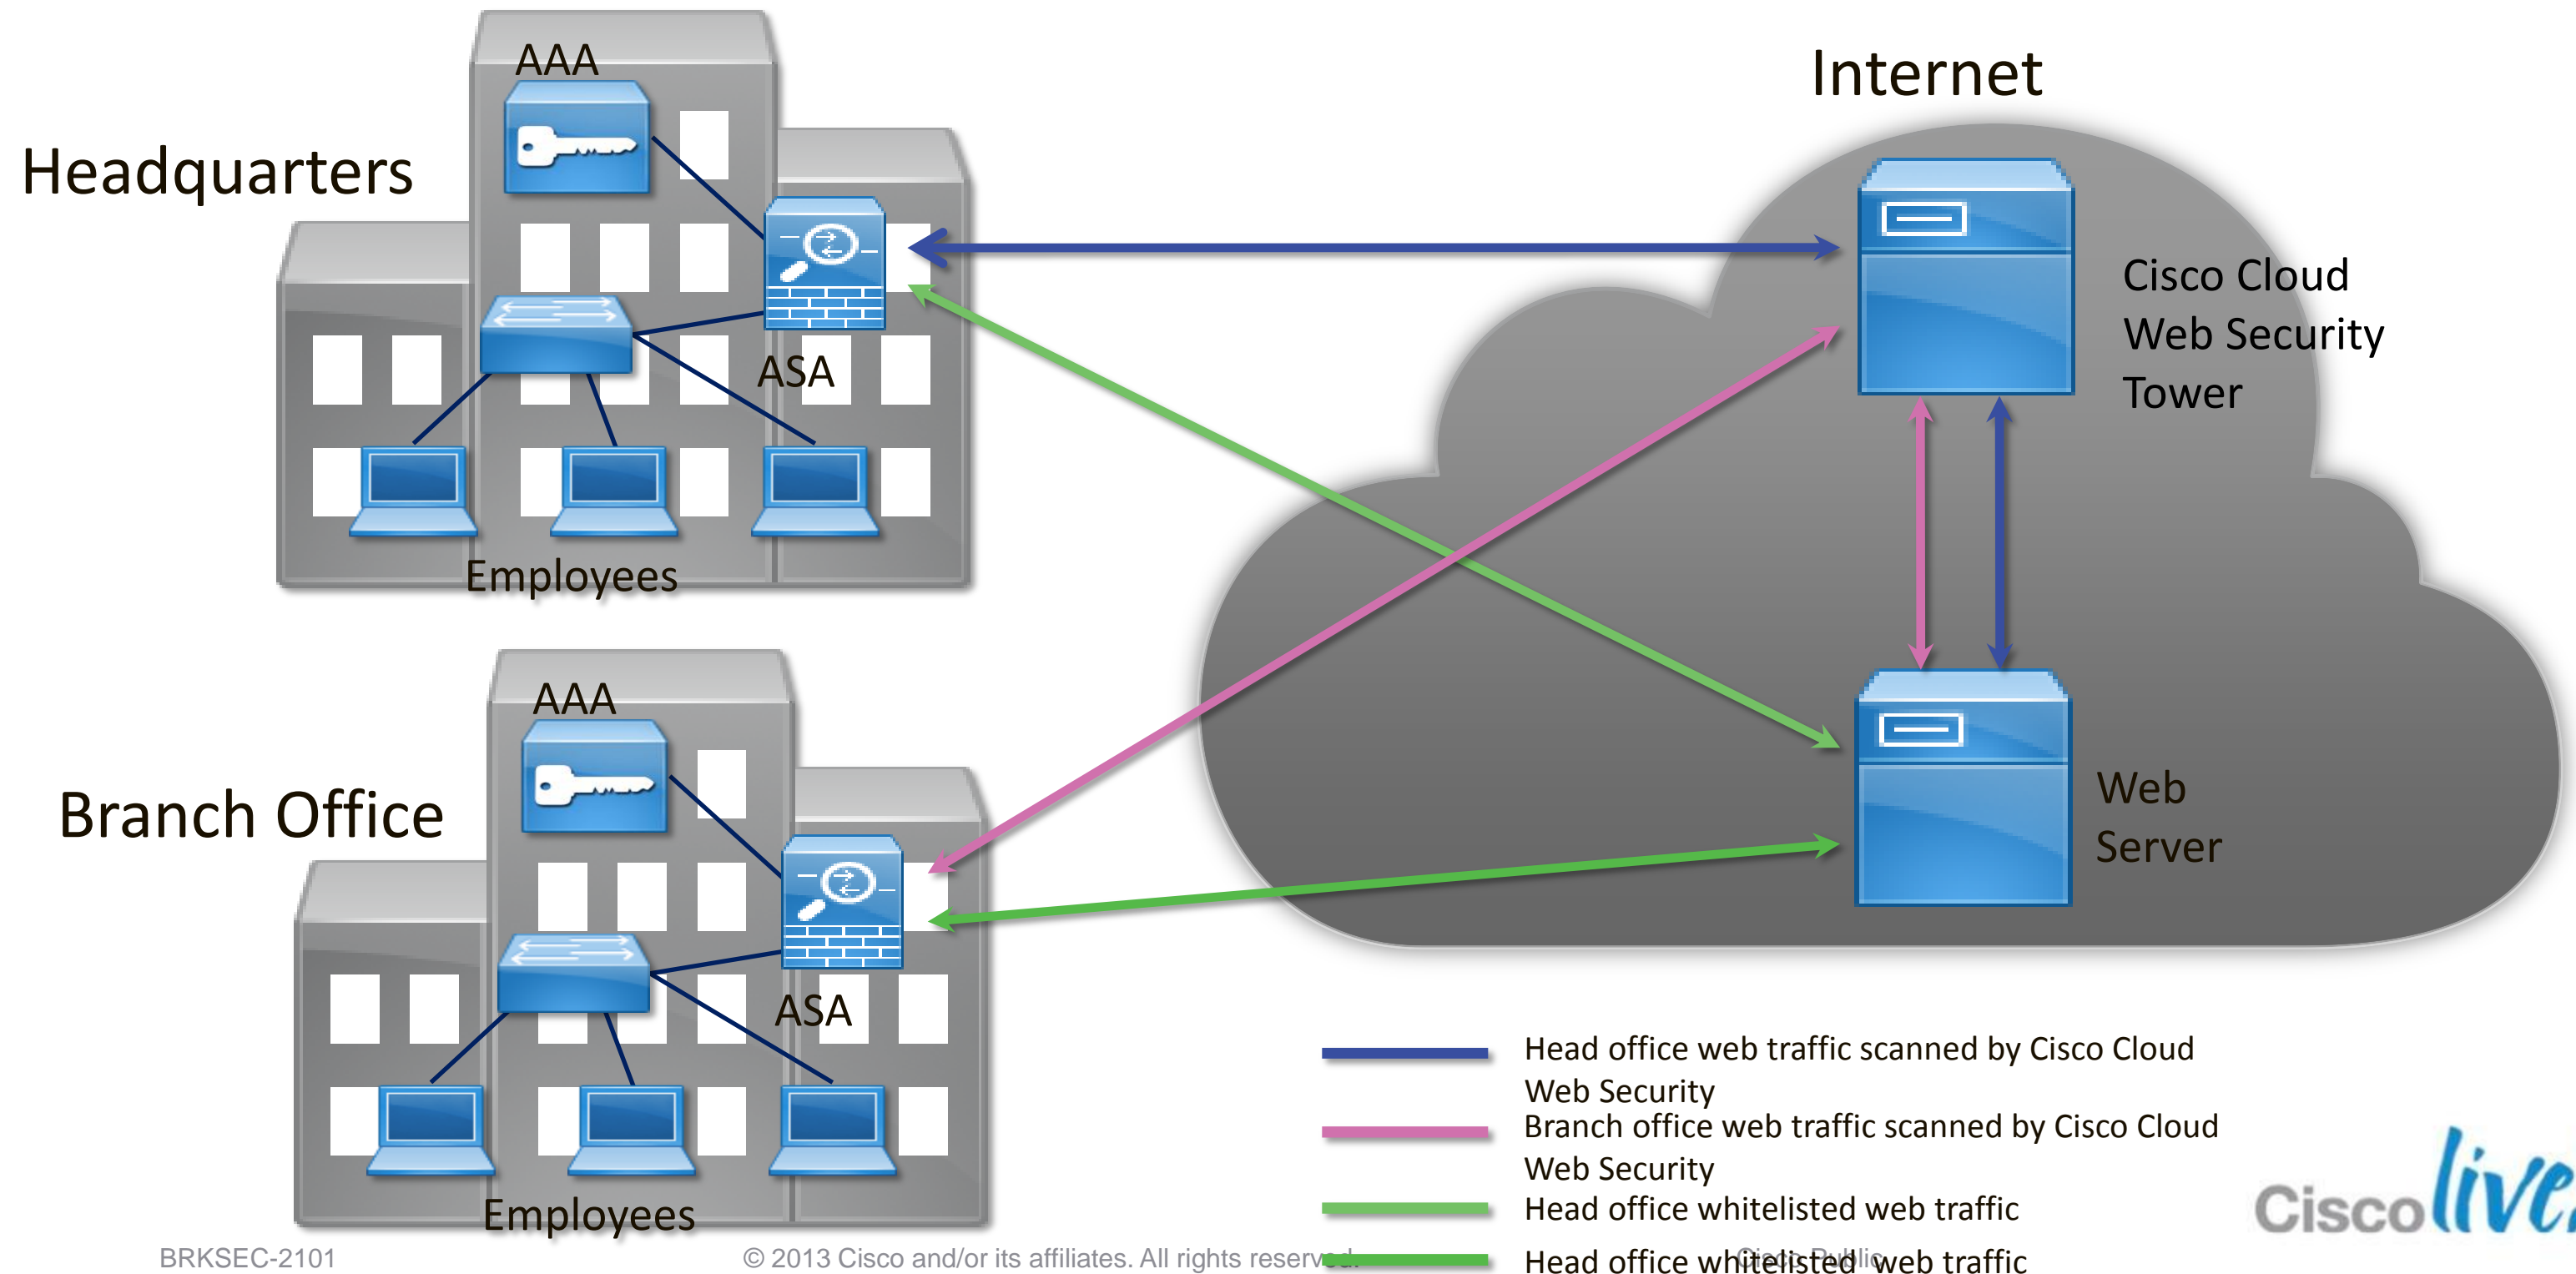 AAA
Internet
Headquarters
Cisco Cloud
Web Security
Tower
ASA
Employees
AAA
Branch Office
Web
Server
ASA
Employees
Head office web traffic scanned by Cisco Cloud
Web Security
Branch office web traffic scanned by Cisco Cloud
Web Security
Head office whitelisted web traffic
Head office whitelisted web traffic
Cisco live!
BRKSEC-2101
© 2013 Cisco and/or its affiliates. All rights reserved.
Cisco Public